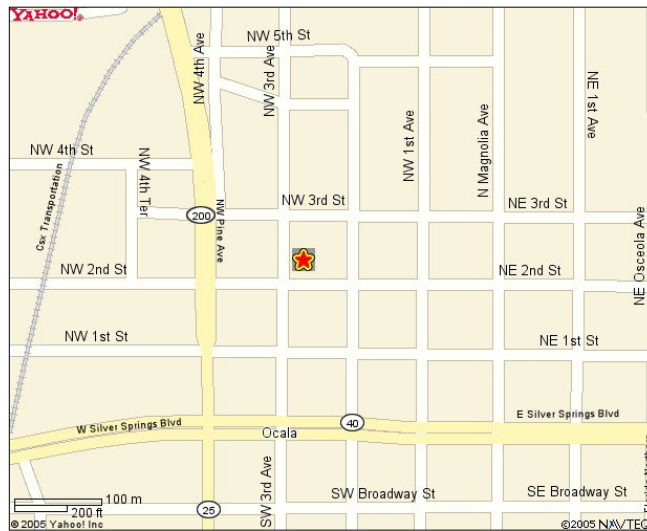 YAHOO!
NW 5th St
NW 4th Ave
NW 3rd Ave
NW 1st Ave
N Magnolia Ave
NE 1st Ave
NW 4th St
NW 4th Ter
Csx Transportation
NW 3rd St
NE 3rd St
200
NW Pine Ave
NE Osceola Ave
NW 2nd St
NE 2nd St
NW 1st St
NE 1st St
W Silver Springs Blvd
40
E Silver Springs Blvd
Ocala
SW 3rd Ave
100 m
200 ft
25
SW Broadway St
SE Broadway St
©2005 Yahoo! Inc
©2005 NAVTEQ